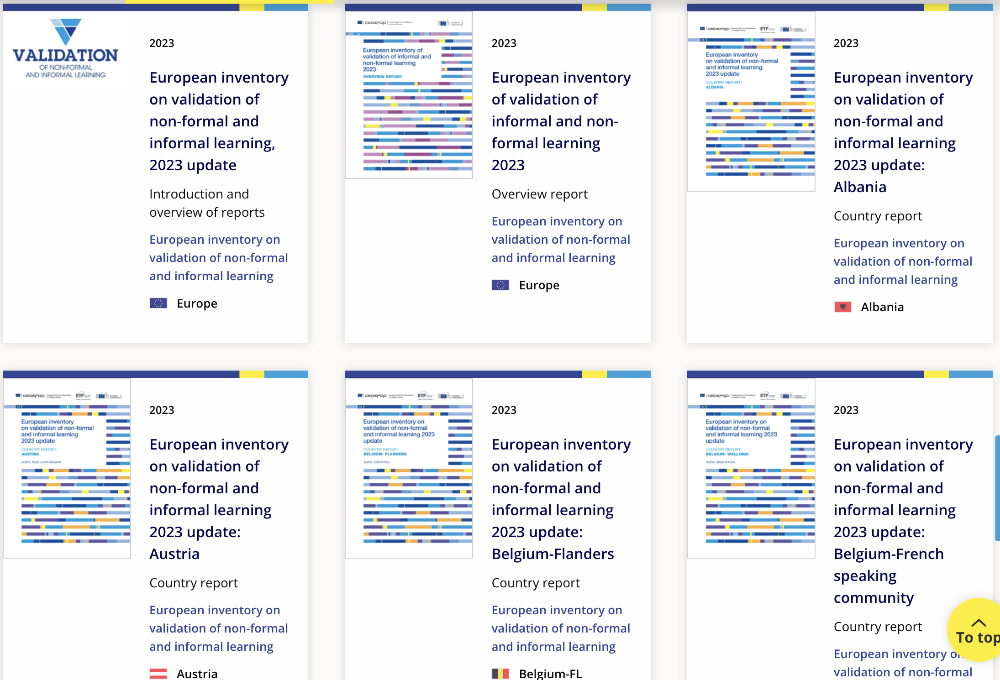 VALIDATION
OF NON-FORMAL
AND INFORMAL LEARNING
2023
European inventory
on validation of
non-formal and
informal learning,
2023 update
Introduction and
overview of reports
European inventory on
validation of non-formal
and informal learning
Europe
CEDEFOP
European inventory of
validation of informal and
non-formal learning
2023
OVERVIEW REPORT
2023
European inventory
of validation of
informal and non-
formal learning
2023
Overview report
European inventory on
validation of non-formal
and informal learning
Europe
CEDEFOP
ETF
European inventory
on validation of non-formal
and informal learning
2023 update
COUNTRY REPORT:
ALBANIA
2023
European inventory
on validation of
non-formal and
informal learning
2023 update:
Albania
Country report
European inventory on
validation of non-formal
and informal learning
Albania
CEDEFOP
ETF
European inventory
on validation of non-formal
and informal learning
2023 update
COUNTRY REPORT:
AUSTRIA
Author: Karin Luomi-Messerer
2023
European inventory
on validation of
non-formal and
informal learning
2023 update:
Austria
Country report
European inventory on
validation of non-formal
and informal learning
Austria
CEDEFOP
ETF
European inventory on
validation of non-formal
and informal learning 2023
update
COUNTRY REPORT:
BELGIUM- FLANDERS
Author: Ditte Kimps
2023
European inventory
on validation of
non-formal and
informal learning
2023 update:
Belgium-Flanders
Country report
European inventory on
validation of non-formal
and informal learning
Belgium-FL
CEDEFOP
ETF
European inventory on
validation of non-formal
and informal learning 2023
update
COUNTRY REPORT:
BELGIUM- WALLONIA
Author: Marie Antoine
2023
European inventory
on validation of
non-formal and
informal learning
2023 update:
Belgium-French
speaking
community
Country report
European inventory
validation of non-formal
To top